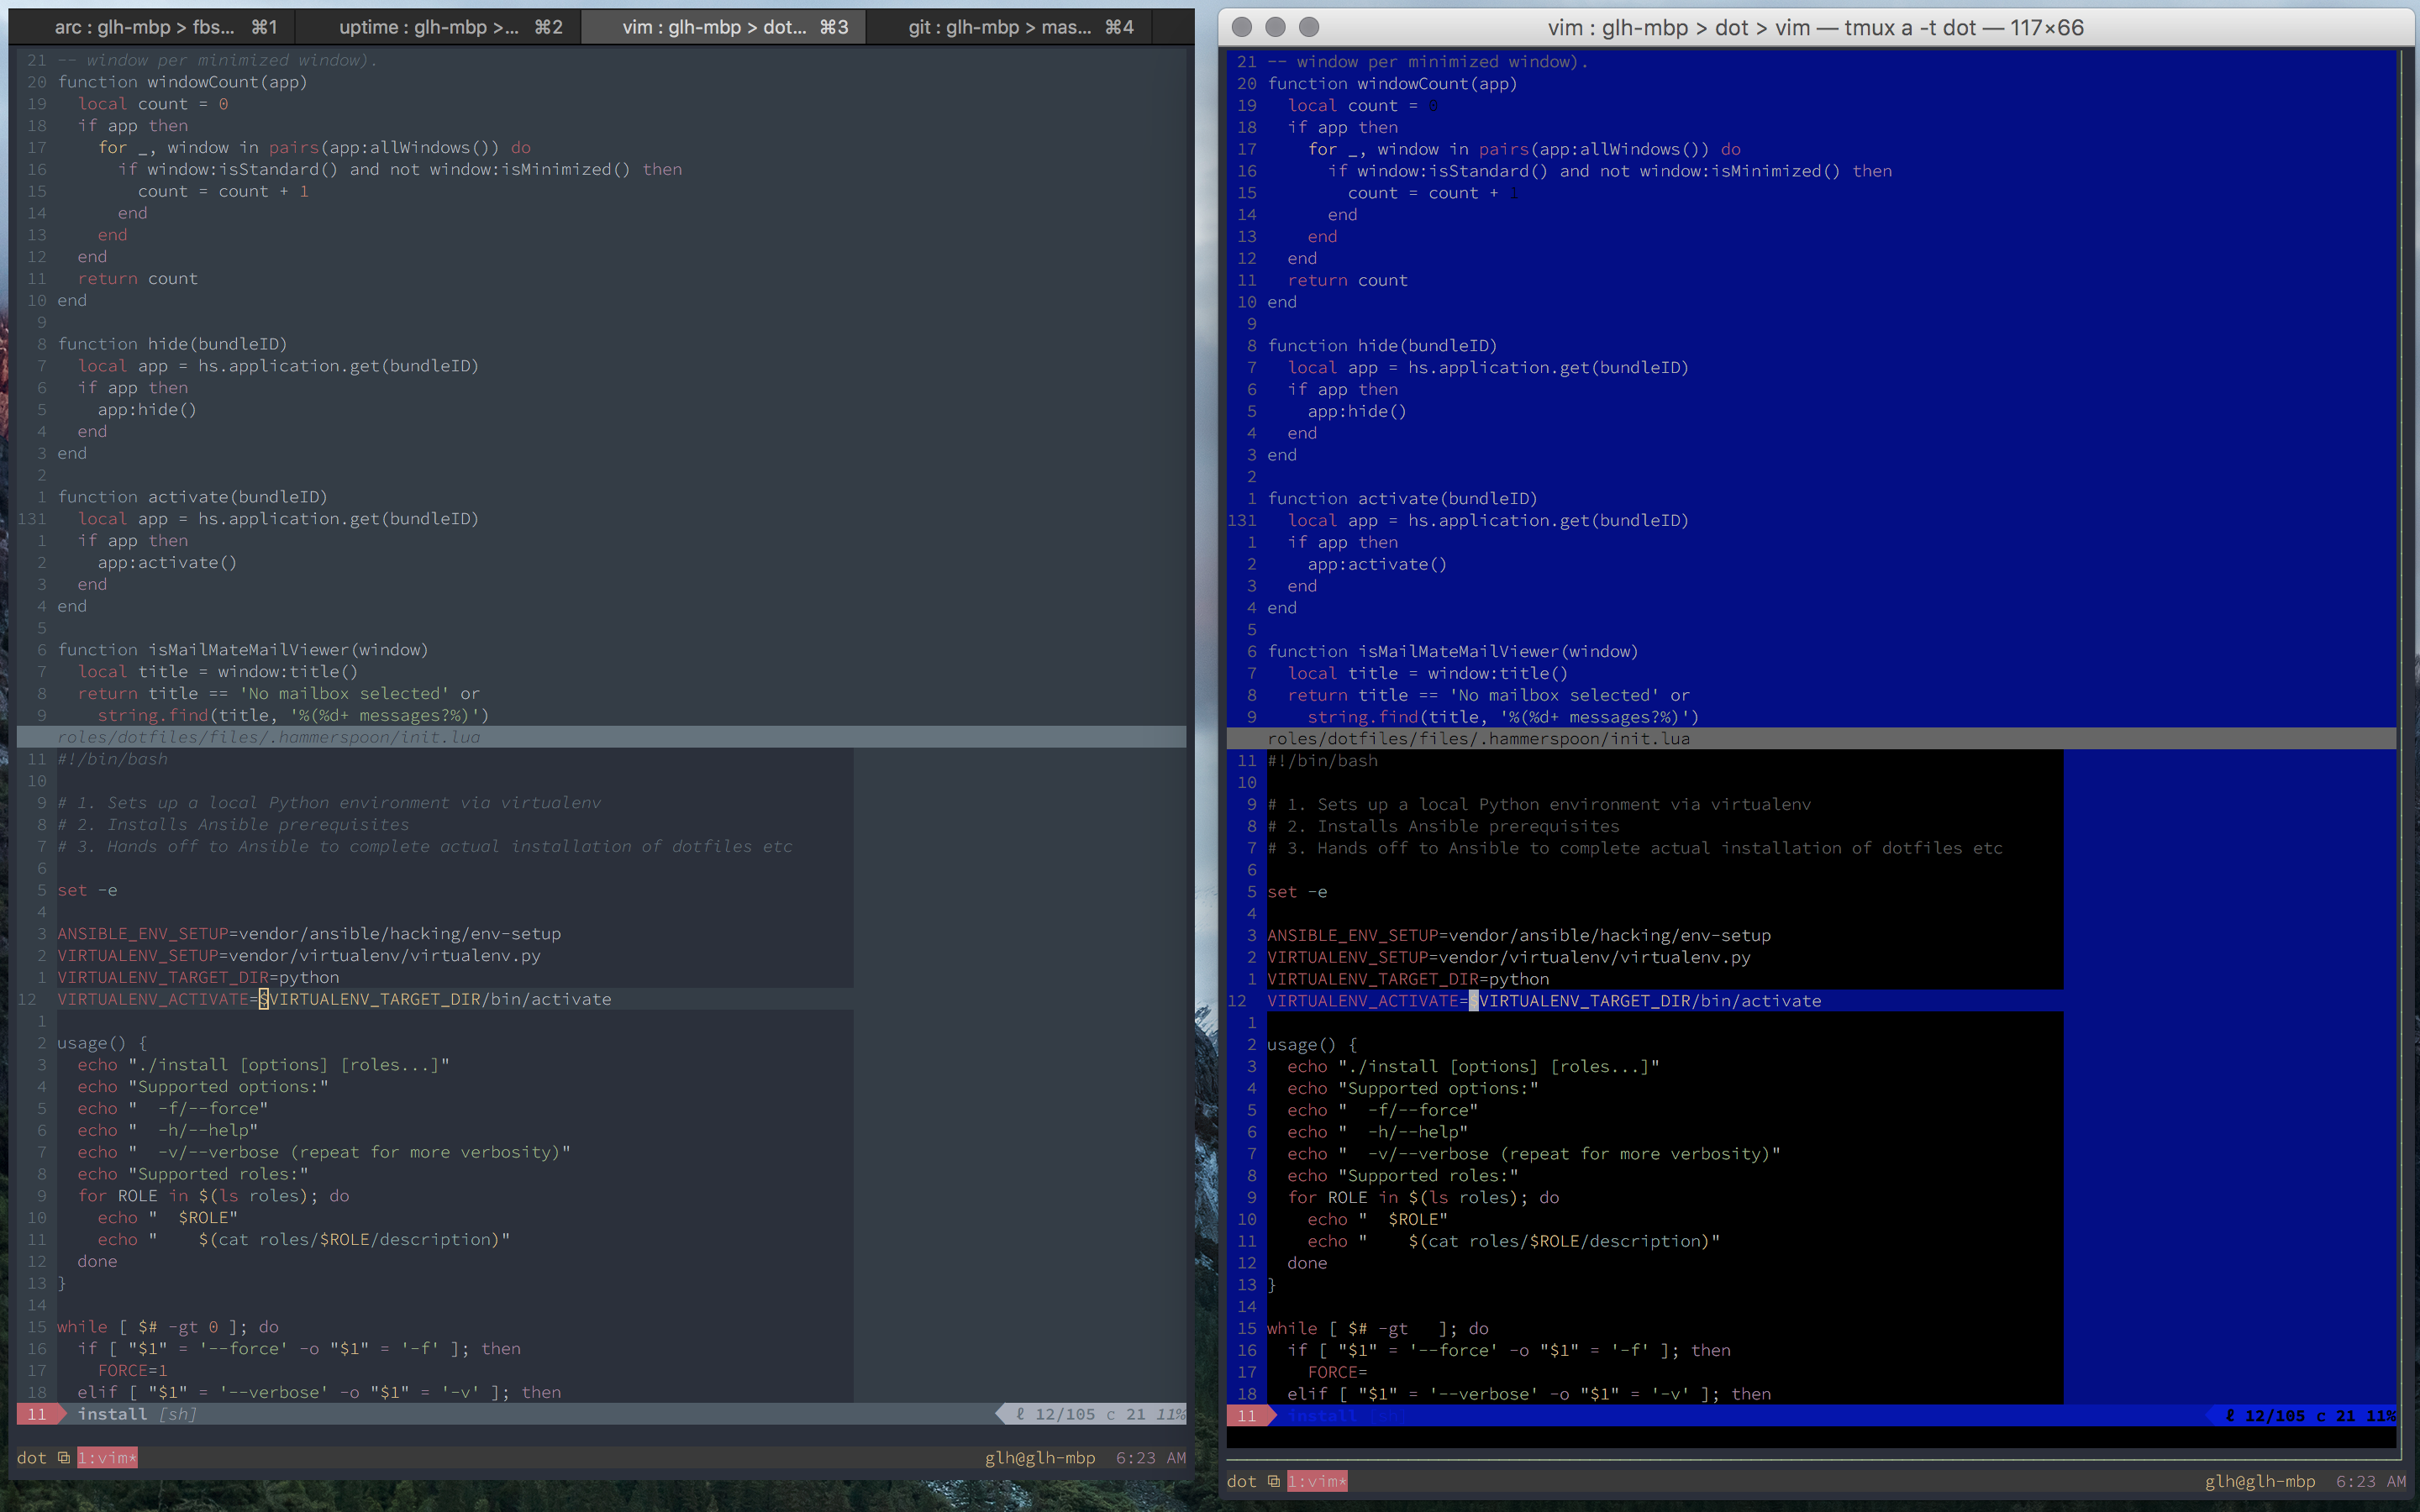 arc : glh-mbp > fbs... ⌘1 uptime : glh-mbp >... ⌘2 vim : glh-mbp > dot... ⌘3 git : glh-mbp > mas... ⌘4
21 -- window per minimized window).
20 function windowCount(app)
19   local count = 0
18   if app then
17     for _, window in pairs(app:allWindows()) do
16       if window:isStandard() and not window:isMinimized() then
15         count = count + 1
14       end
13     end
12   end
11   return count
10 end
9
8 function hide(bundleID)
7   local app = hs.application.get(bundleID)
6   if app then
5     app:hide()
4   end
3 end
2
1 function activate(bundleID)
131   local app = hs.application.get(bundleID)
1   if app then
2     app:activate()
3   end
4 end
5
6 function isMailMateMailViewer(window)
7   local title = window:title()
8   return title == 'No mailbox selected' or
9     string.find(title, '%(%d+ messages?%)')
roles/dotfiles/files/.hammerspoon/init.lua
11 #!/bin/bash
10
9 # 1. Sets up a local Python environment via virtualenv
8 # 2. Installs Ansible prerequisites
7 # 3. Hands off to Ansible to complete actual installation of dotfiles etc
6
5 set -e
4
3 ANSIBLE_ENV_SETUP=vendor/ansible/hacking/env-setup
2 VIRTUALENV_SETUP=vendor/virtualenv/virtualenv.py
1 VIRTUALENV_TARGET_DIR=python
12 VIRTUALENV_ACTIVATE=$VIRTUALENV_TARGET_DIR/bin/activate
1
2 usage() {
3   echo "./install [options] [roles...]"
4   echo "Supported options:"
5   echo "  -f/--force"
6   echo "  -h/--help"
7   echo "  -v/--verbose (repeat for more verbosity)"
8   echo "Supported roles:"
9   for ROLE in $(ls roles); do
10     echo "  $ROLE"
11     echo "    $(cat roles/$ROLE/description)"
12   done
13 }
14
15 while [ $# -gt 0 ]; do
16   if [ "$1" = '--force' -o "$1" = '-f' ]; then
17     FORCE=1
18   elif [ "$1" = '--verbose' -o "$1" = '-v' ]; then
11 install [sh] ℓ 12/105 c 21 11%
dot ⧉ 1:vim* glh@glh-mbp 6:23 AM
vim : glh-mbp > dot > vim — tmux a -t dot — 117×66
21 -- window per minimized window).
20 function windowCount(app)
19   local count = 0
18   if app then
17     for _, window in pairs(app:allWindows()) do
16       if window:isStandard() and not window:isMinimized() then
15         count = count + 1
14       end
13     end
12   end
11   return count
10 end
9
8 function hide(bundleID)
7   local app = hs.application.get(bundleID)
6   if app then
5     app:hide()
4   end
3 end
2
1 function activate(bundleID)
131   local app = hs.application.get(bundleID)
1   if app then
2     app:activate()
3   end
4 end
5
6 function isMailMateMailViewer(window)
7   local title = window:title()
8   return title == 'No mailbox selected' or
9     string.find(title, '%(%d+ messages?%)')
roles/dotfiles/files/.hammerspoon/init.lua
11 #!/bin/bash
10
9 # 1. Sets up a local Python environment via virtualenv
8 # 2. Installs Ansible prerequisites
7 # 3. Hands off to Ansible to complete actual installation of dotfiles etc
6
5 set -e
4
3 ANSIBLE_ENV_SETUP=vendor/ansible/hacking/env-setup
2 VIRTUALENV_SETUP=vendor/virtualenv/virtualenv.py
1 VIRTUALENV_TARGET_DIR=python
12 VIRTUALENV_ACTIVATE=$VIRTUALENV_TARGET_DIR/bin/activate
1
2 usage() {
3   echo "./install [options] [roles...]"
4   echo "Supported options:"
5   echo "  -f/--force"
6   echo "  -h/--help"
7   echo "  -v/--verbose (repeat for more verbosity)"
8   echo "Supported roles:"
9   for ROLE in $(ls roles); do
10     echo "  $ROLE"
11     echo "    $(cat roles/$ROLE/description)"
12   done
13 }
14
15 while [ $# -gt   ]; do
16   if [ "$1" = '--force' -o "$1" = '-f' ]; then
17     FORCE=
18   elif [ "$1" = '--verbose' -o "$1" = '-v' ]; then
11 install [sh] ℓ 12/105 c 21 11%
dot ⧉ 1:vim* glh@glh-mbp 6:23 AM